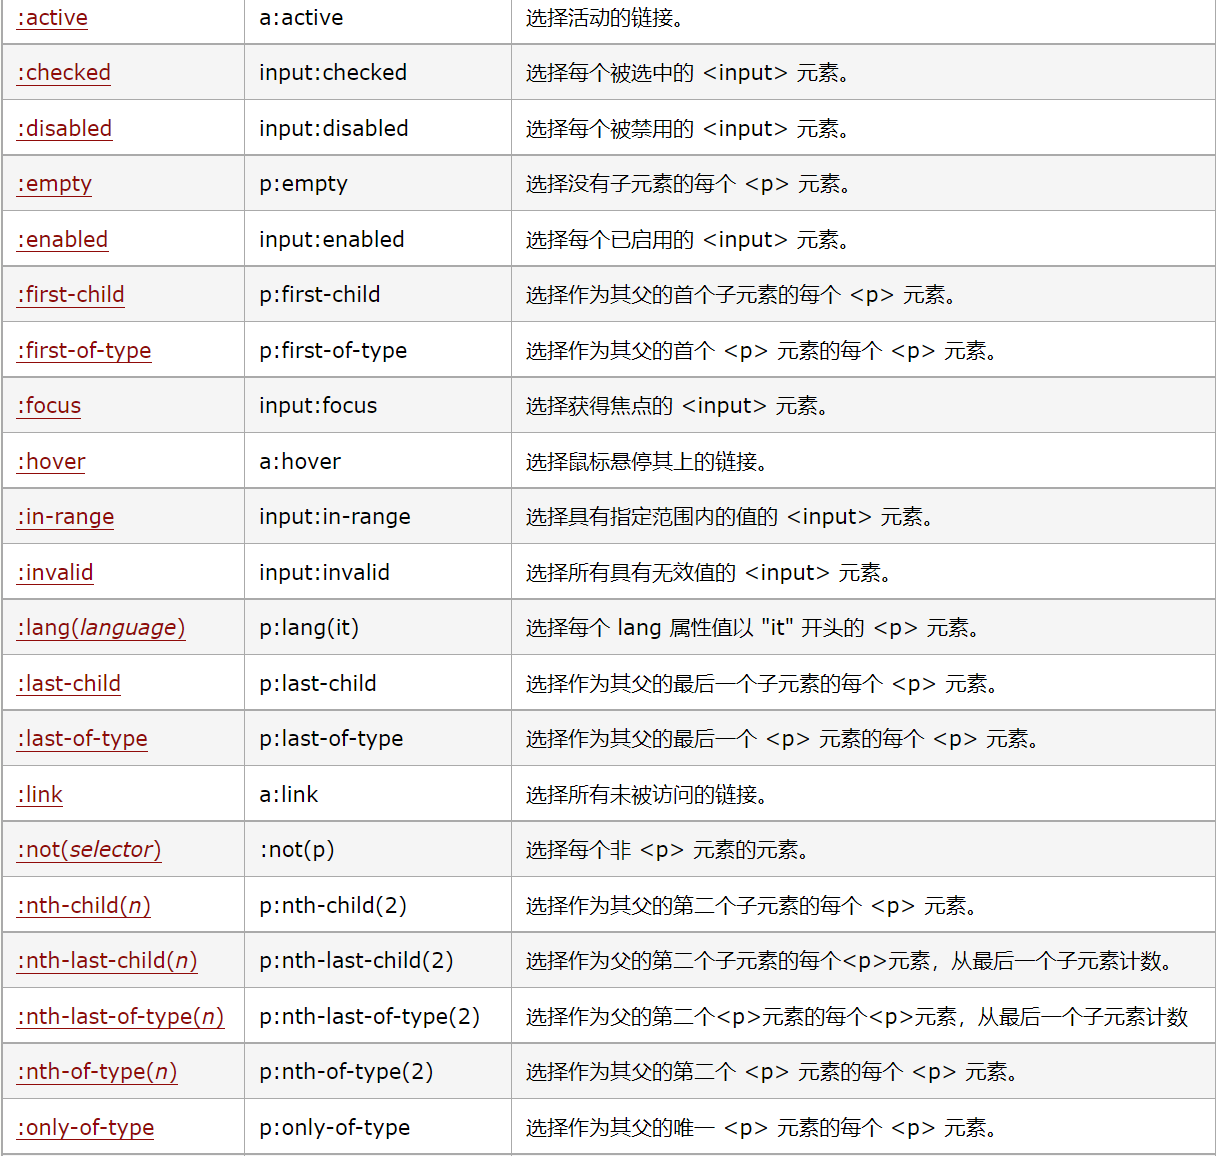 :active a:active 选择活动的链接。
:checked input:checked 选择每个被选中的 <input> 元素。
:disabled input:disabled 选择每个被禁用的 <input> 元素。
:empty p:empty 选择没有子元素的每个 <p> 元素。
:enabled input:enabled 选择每个已启用的 <input> 元素。
:first-child p:first-child 选择作为其父的首个子元素的每个 <p> 元素。
:first-of-type p:first-of-type 选择作为其父的首个 <p> 元素的每个 <p> 元素。
:focus input:focus 选择获得焦点的 <input> 元素。
:hover a:hover 选择鼠标悬停其上的链接。
:in-range input:in-range 选择具有指定范围内的值的 <input> 元素。
:invalid input:invalid 选择所有具有无效值的 <input> 元素。
:lang(language) p:lang(it) 选择每个 lang 属性值以 "it" 开头的 <p> 元素。
:last-child p:last-child 选择作为其父的最后一个子元素的每个 <p> 元素。
:last-of-type p:last-of-type 选择作为其父的最后一个 <p> 元素的每个 <p> 元素。
:link a:link 选择所有未被访问的链接。
:not(selector) :not(p) 选择每个非 <p> 元素的元素。
:nth-child(n) p:nth-child(2) 选择作为其父的第二个子元素的每个 <p> 元素。
:nth-last-child(n) p:nth-last-child(2) 选择作为父的第二个子元素的每个<p>元素，从最后一个子元素计数。
:nth-last-of-type(n) p:nth-last-of-type(2) 选择作为父的第二个<p>元素的每个<p>元素，从最后一个子元素计数
:nth-of-type(n) p:nth-of-type(2) 选择作为其父的第二个 <p> 元素的每个 <p> 元素。
:only-of-type p:only-of-type 选择作为其父的唯一 <p> 元素的每个 <p> 元素。